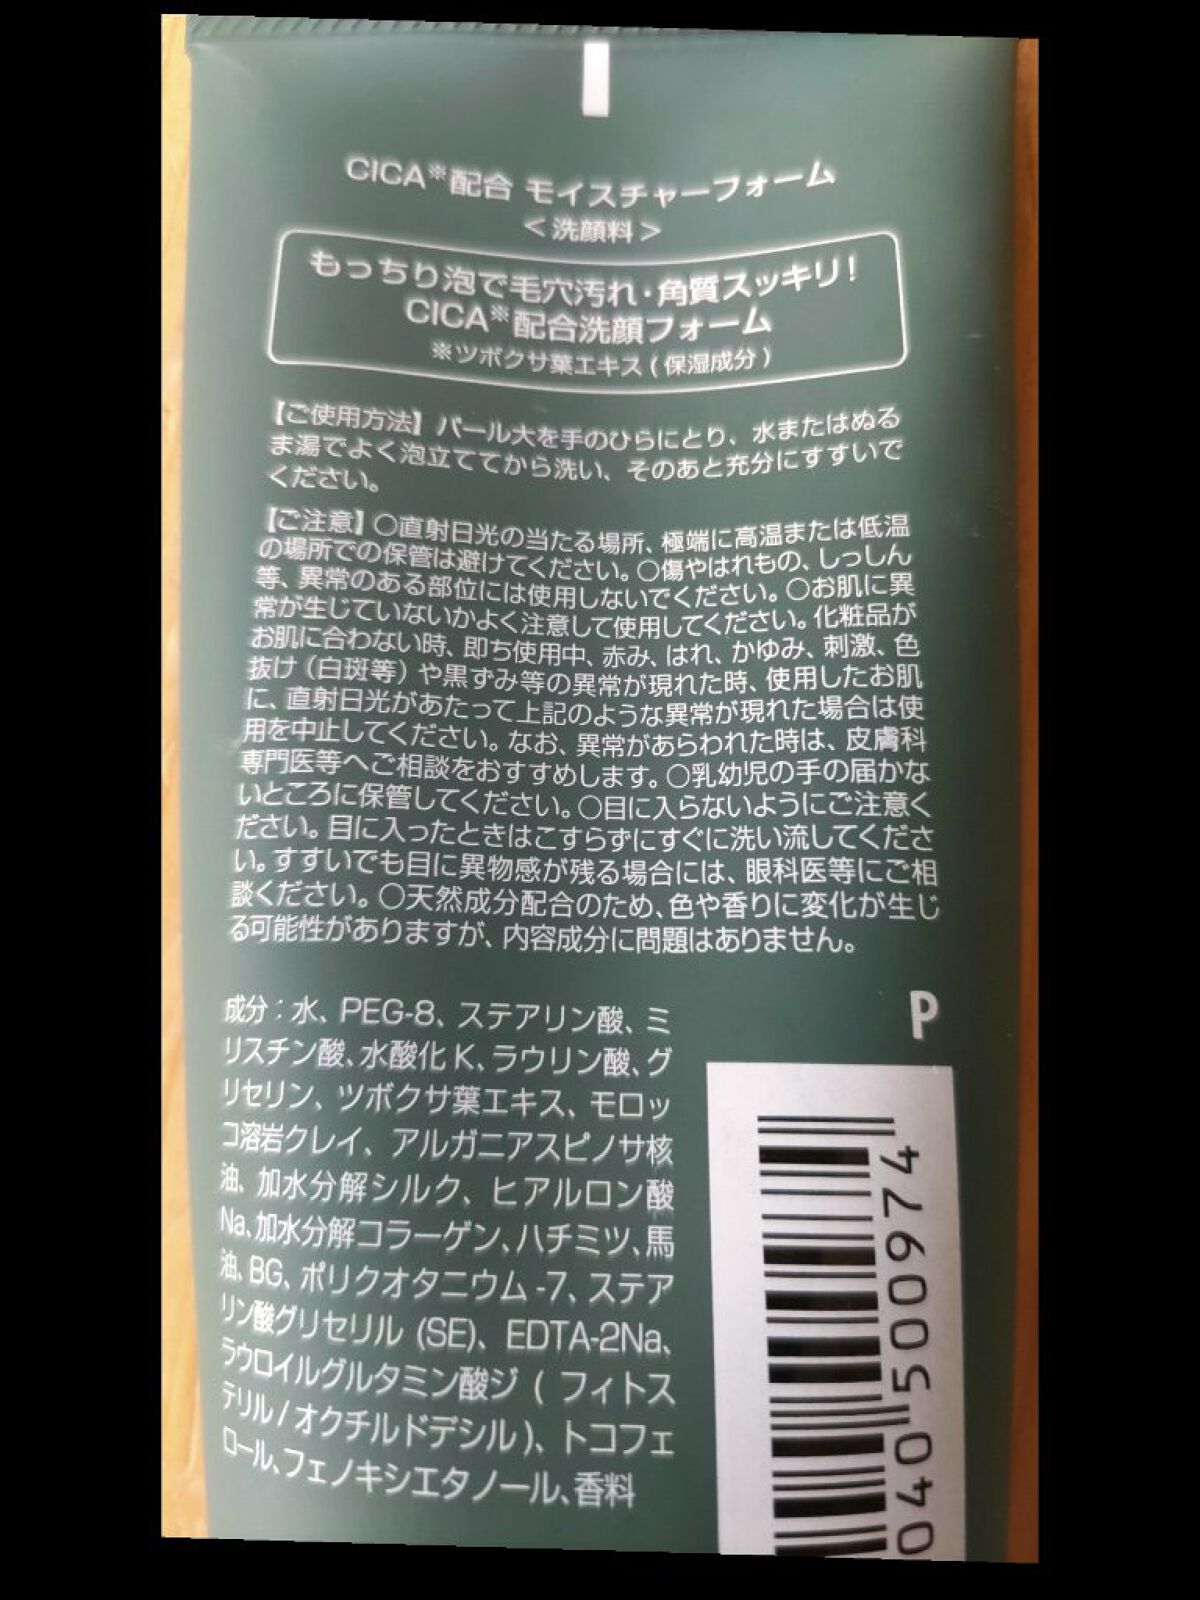 CICA※配合 モイスチャーフォーム
＜洗顔料＞
もっちり泡で毛穴汚れ・角質スッキリ！
CICA※配合洗顔フォーム
※ツボクサ葉エキス（保湿成分）
【ご使用方法】パール大を手のひらにとり、水またはぬる
ま湯でよく泡立ててから洗い、そのあと充分にすすいで
ください。
【ご注意】○直射日光の当たる場所、極端に高温または低温
の場所での保管は避けてください。○傷やはれもの、しっしん
等、異常のある部位には使用しないでください。○お肌に異
常が生じていないかよく注意して使用してください。化粧品が
お肌に合わない時、即ち使用中、赤み、はれ、かゆみ、刺激、色
抜け（白斑等）や黒ずみ等の異常が現れた時、使用したお肌
に、直射日光があたって上記のような異常が現れた場合は使
用を中止してください。なお、異常があらわれた時は、皮膚科
専門医等へご相談をおすすめします。○乳幼児の手の届かな
いところに保管してください。○目に入らないようにご注意く
ださい。目に入ったときはこすらずにすぐに洗い流してくださ
い。すすいでも目に異物感が残る場合には、眼科医等にご相
談ください。○天然成分配合のため、色や香りに変化が生じ
る可能性がありますが、内容成分に問題はありません。
成分：水、PEG-8、ステアリン酸、ミ
リスチン酸、水酸化K、ラウリン酸、グ
リセリン、ツボクサ葉エキス、モロッ
コ溶岩クレイ、アルガニアスピノサ核
油、加水分解シルク、ヒアルロン酸
Na、加水分解コラーゲン、ハチミツ、馬
油、BG、ポリクオタニウム-7、ステア
リン酸グリセリル（SE）、EDTA-2Na、
ラウロイルグルタミン酸ジ（フィトス
テリル/オクチルドデシル）、トコフェ
ロール、フェノキシエタノール、香料
P
4790050040